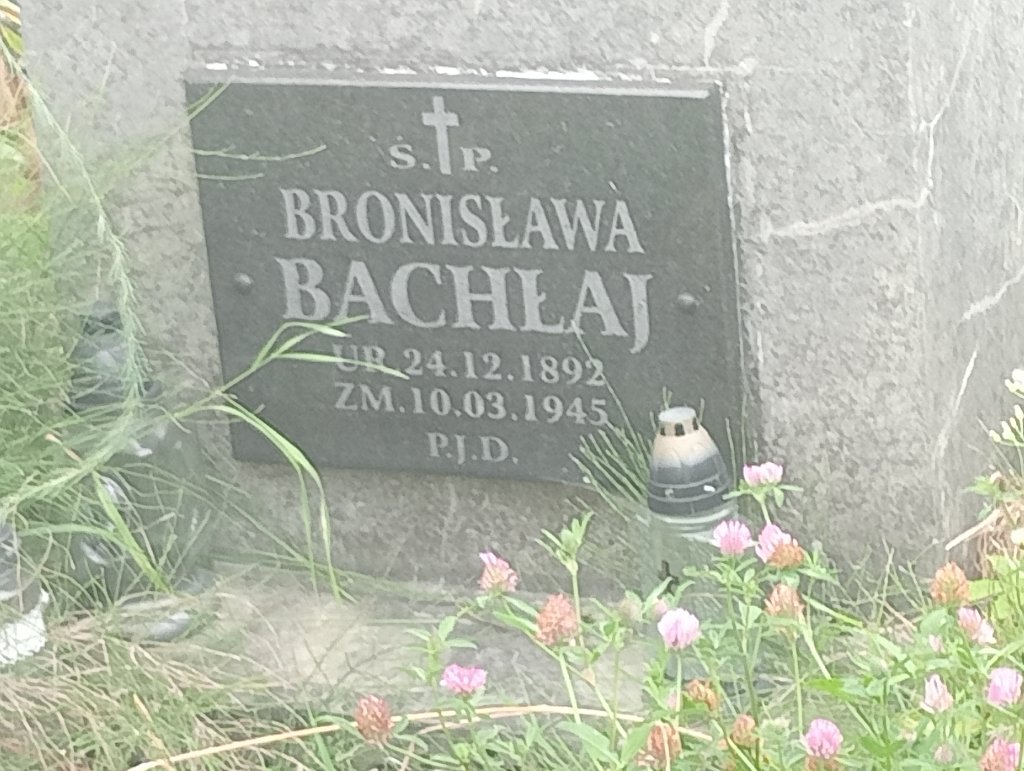 Ś.P.
BRONISŁAWA
BACHŁAJ
UR.24.12.1892
ZM.10.03.1945
P.J.D.